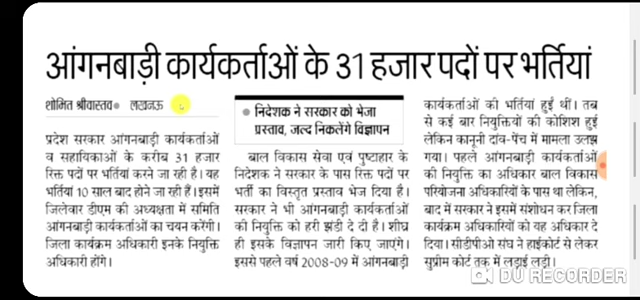 आंगनबाड़ी कार्यकर्ताओं के 31 हजार पदों पर भर्तियां
शोमित श्रीवास्तव● लखनऊ
प्रदेश सरकार आंगनबाड़ी कार्यकर्ताओं
व सहायिकाओं के करीब 31 हजार
रिक्त पदों पर भर्तियां करने जा रही है। यह
भर्तियां 10 साल बाद होने जा रही हैं। इसमें
जिलेवार डीएम की अध्यक्षता में समिति
आंगनबाड़ी कार्यकर्ताओं का चयन करेगी।
जिला कार्यक्रम अधिकारी इनके नियुक्ति
अधिकारी होंगे।
● निदेशक ने सरकार को भेजा
प्रस्ताव, जल्द निकलेंगे विज्ञापन
बाल विकास सेवा एवं पुष्टाहार के
निदेशक ने सरकार के पास रिक्त पदों पर
भर्ती का विस्तृत प्रस्ताव भेज दिया है।
सरकार ने भी आंगनबाड़ी कार्यकर्ताओं
की नियुक्ति को हरी झंडी दे दी है। शीघ्र
ही इसके विज्ञापन जारी किए जाएंगे।
इससे पहले वर्ष 2008-09 में आंगनबाड़ी
कार्यकर्ताओं की भर्तियां हुईं थीं। तब
से कई बार नियुक्तियों की कोशिश हुई
लेकिन कानूनी दांव-पेंच में मामला उलझ
गया। पहले आंगनबाड़ी कार्यकर्ताओं
की नियुक्ति का अधिकार बाल विकास
परियोजना अधिकारियों के पास था लेकिन,
बाद में सरकार ने इसमें संशोधन कर जिला
कार्यक्रम अधिकारियों को यह अधिकार दे
दिया। सीडीपीओ संघ ने हाईकोर्ट से लेकर
सुप्रीम कोर्ट तक में लड़ाई लड़ी।
DU RECORDER